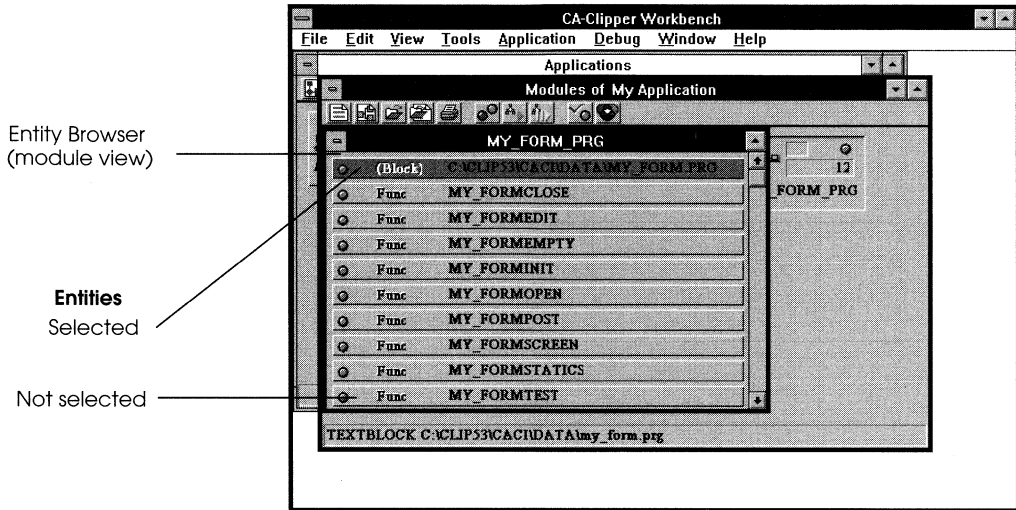 CA-Clipper Workbench
File Edit View Tools Application Debug Window Help
Applications
Modules of My Application
Entity Browser
(module view)
MY_FORM_PRG
(Block) C:\CLIP53\CACI\DATA\MY_FORM.PRG
12
_FORM_PRG
Func MY_FORMCLOSE
Func MY_FORMEDIT
Func MY_FORMEMPTY
Func MY_FORMINIT
Func MY_FORMOPEN
Func MY_FORMPOST
Func MY_FORMSCREEN
Func MY_FORMSTATICS
Func MY_FORMTEST
Entities
Selected
Not selected
TEXTBLOCK C:\CLIP53\CACI\DATA\my_form.prg